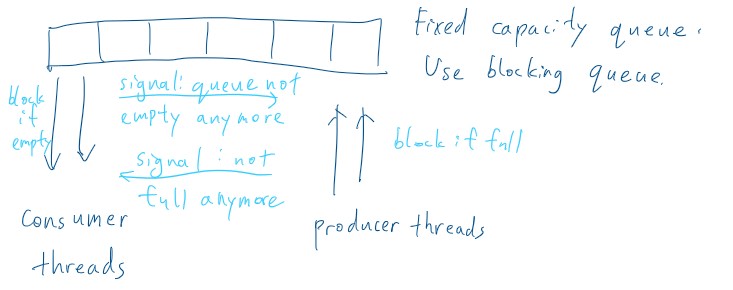 Fixed capacity queue.
Use blocking queue.
block
if
empty
signal: queue not
empty anymore
signal: not
full anymore
block if full
Consumer
threads
producer threads